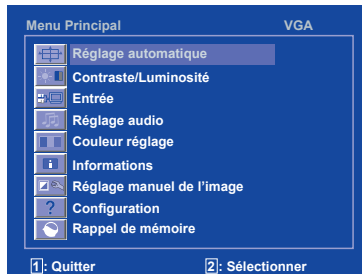 Menu Principal VGA
Réglage automatique
Contraste/Luminosité
Entrée
Réglage audio
Couleur réglage
Informations
Réglage manuel de l'image
Configuration
Rappel de mémoire
1: Quitter 2: Sélectionner